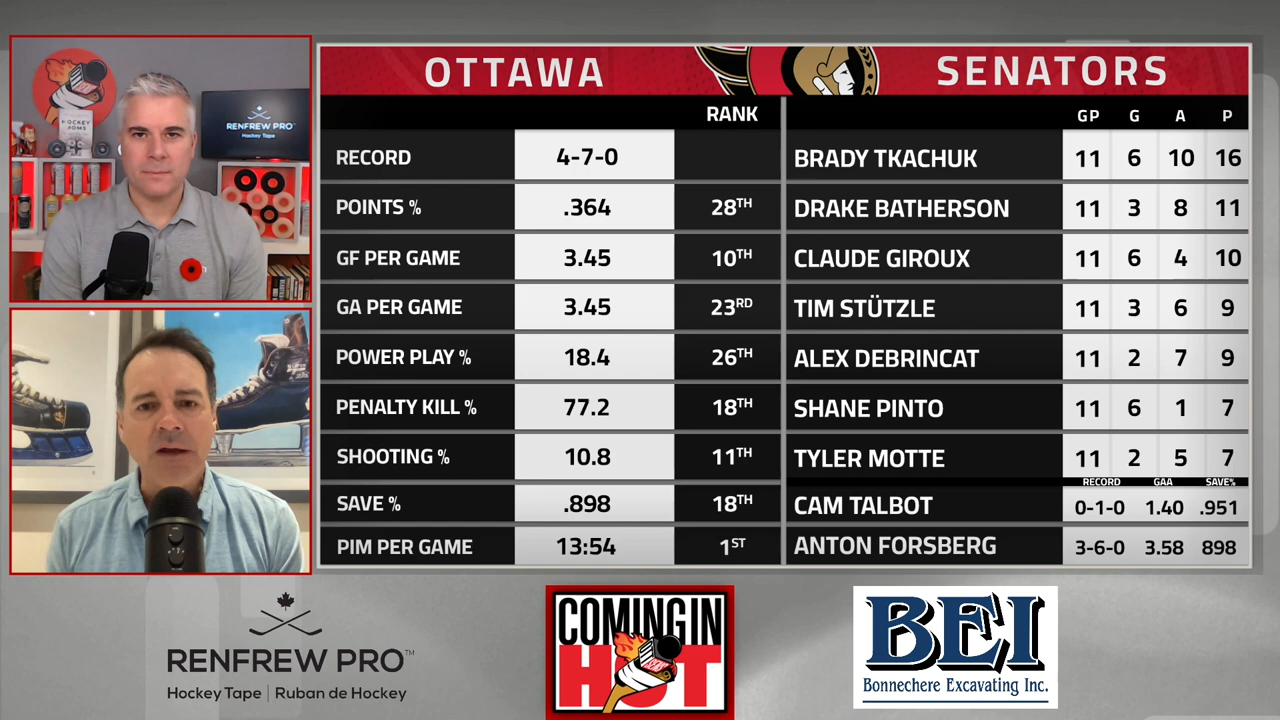 HOCKEY
RENFREW PRO
Hockey Tape
OTTAWA
SENATORS
RANK
GP G A P
RECORD 4-7-0
BRADY TKACHUK 11 6 10 16
POINTS % .364 28TH
DRAKE BATHERSON 11 3 8 11
GF PER GAME 3.45 10TH
CLAUDE GIROUX 11 6 4 10
GA PER GAME 3.45 23RD
TIM STÜTZLE 11 3 6 9
POWER PLAY % 18.4 26TH
ALEX DEBRINCAT 11 2 7 9
PENALTY KILL % 77.2 18TH
SHANE PINTO 11 6 1 7
SHOOTING % 10.8 11TH
TYLER MOTTE 11 2 5 7
RECORD GAA SAVE%
SAVE % .898 18TH
CAM TALBOT 0-1-0 1.40 .951
PIM PER GAME 13:54 1ST
ANTON FORSBERG 3-6-0 3.58 898
RENFREW PRO™
Hockey Tape | Ruban de Hockey
COMING IN
HOT
BEI
Bonnechere Excavating Inc.